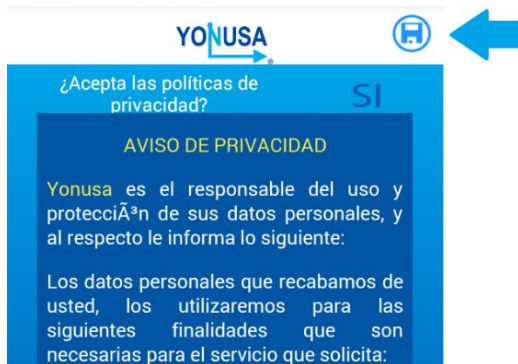 YONUSA
®
¿Acepta las políticas de
privacidad?
SI
AVISO DE PRIVACIDAD
Yonusa es el responsable del uso y
protecciÃ³n de sus datos personales, y
al respecto le informa lo siguiente:
Los datos personales que recabamos de
usted, los utilizaremos para las
siguientes finalidades que son
necesarias para el servicio que solicita: